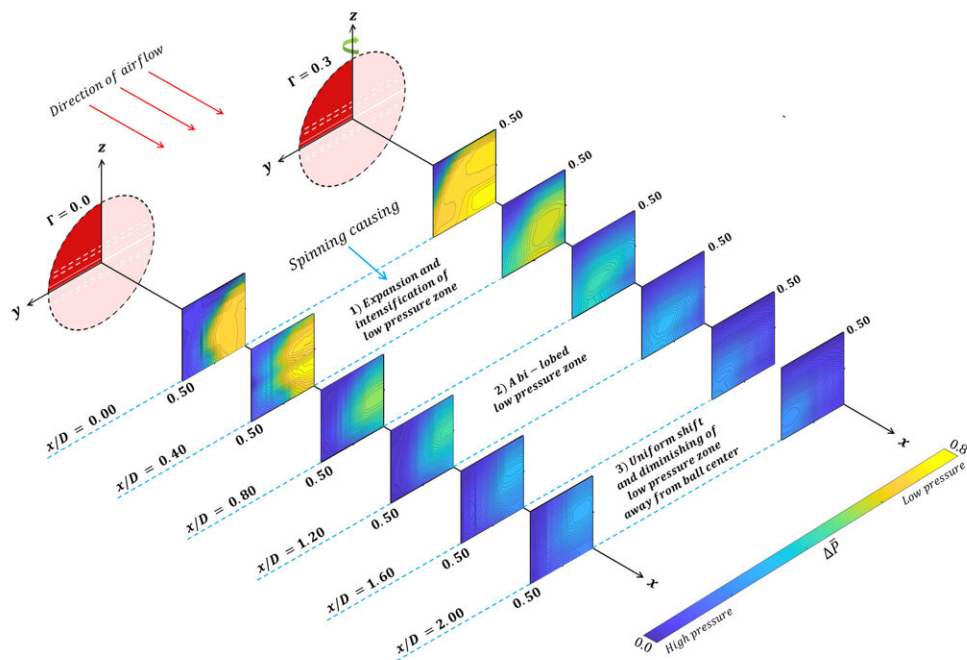 z
Γ = 0.3
Direction of airflow
y
0.50
z
Γ = 0.0
y
0.50
0.50
0.50
0.50
0.50
Spinning causing
1) Expansion and
intensification of
low pressure zone
2) A bi − lobed
low pressure zone
3) Uniform shift
and diminishing of
low pressure zone
away from ball center
x
x/D = 0.00
0.50
x/D = 0.40
0.50
x/D = 0.80
0.50
x/D = 1.20
0.50
x/D = 1.60
0.50
x/D = 2.00
0.50
x
0.8
Low pressure
ΔP̄
High pressure
0.0